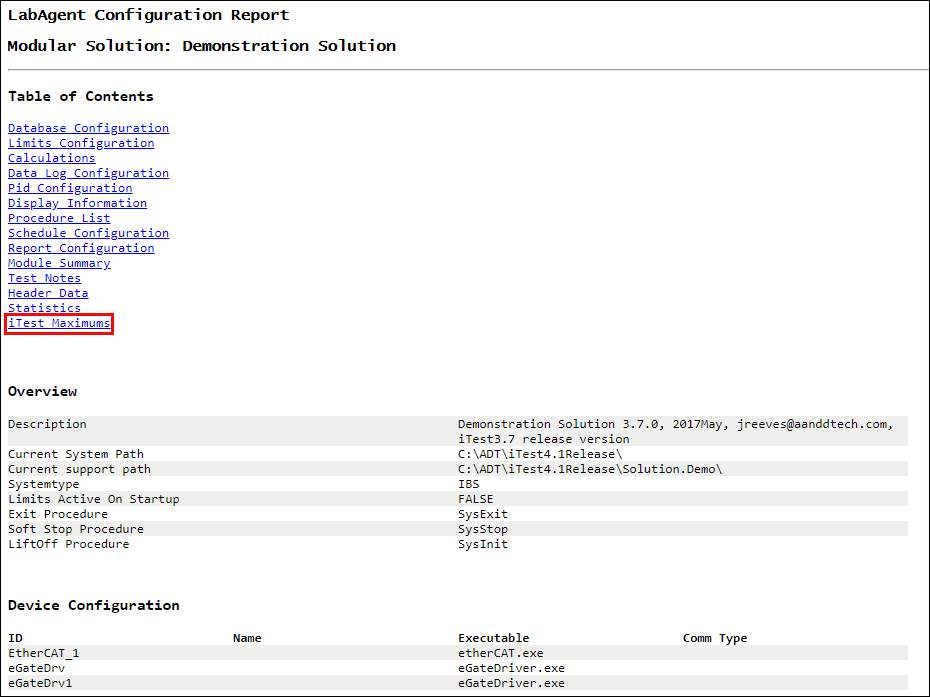 LabAgent Configuration Report
Modular Solution: Demonstration Solution
Table of Contents
Database Configuration
Limits Configuration
Calculations
Data Log Configuration
Pid Configuration
Display Information
Procedure List
Schedule Configuration
Report Configuration
Module Summary
Test Notes
Header Data
Statistics
iTest Maximums
Overview
Description Demonstration Solution 3.7.0, 2017May, jreeves@aanddtech.com,
iTest3.7 release version
Current System Path C:\ADT\iTest4.1Release\
Current support path C:\ADT\iTest4.1Release\Solution.Demo\
Systemtype IBS
Limits Active On Startup FALSE
Exit Procedure SysExit
Soft Stop Procedure SysStop
LiftOff Procedure SysInit
Device Configuration
ID Name Executable Comm Type
EtherCAT_1 etherCAT.exe
eGateDrv eGateDriver.exe
eGateDrv1 eGateDriver.exe